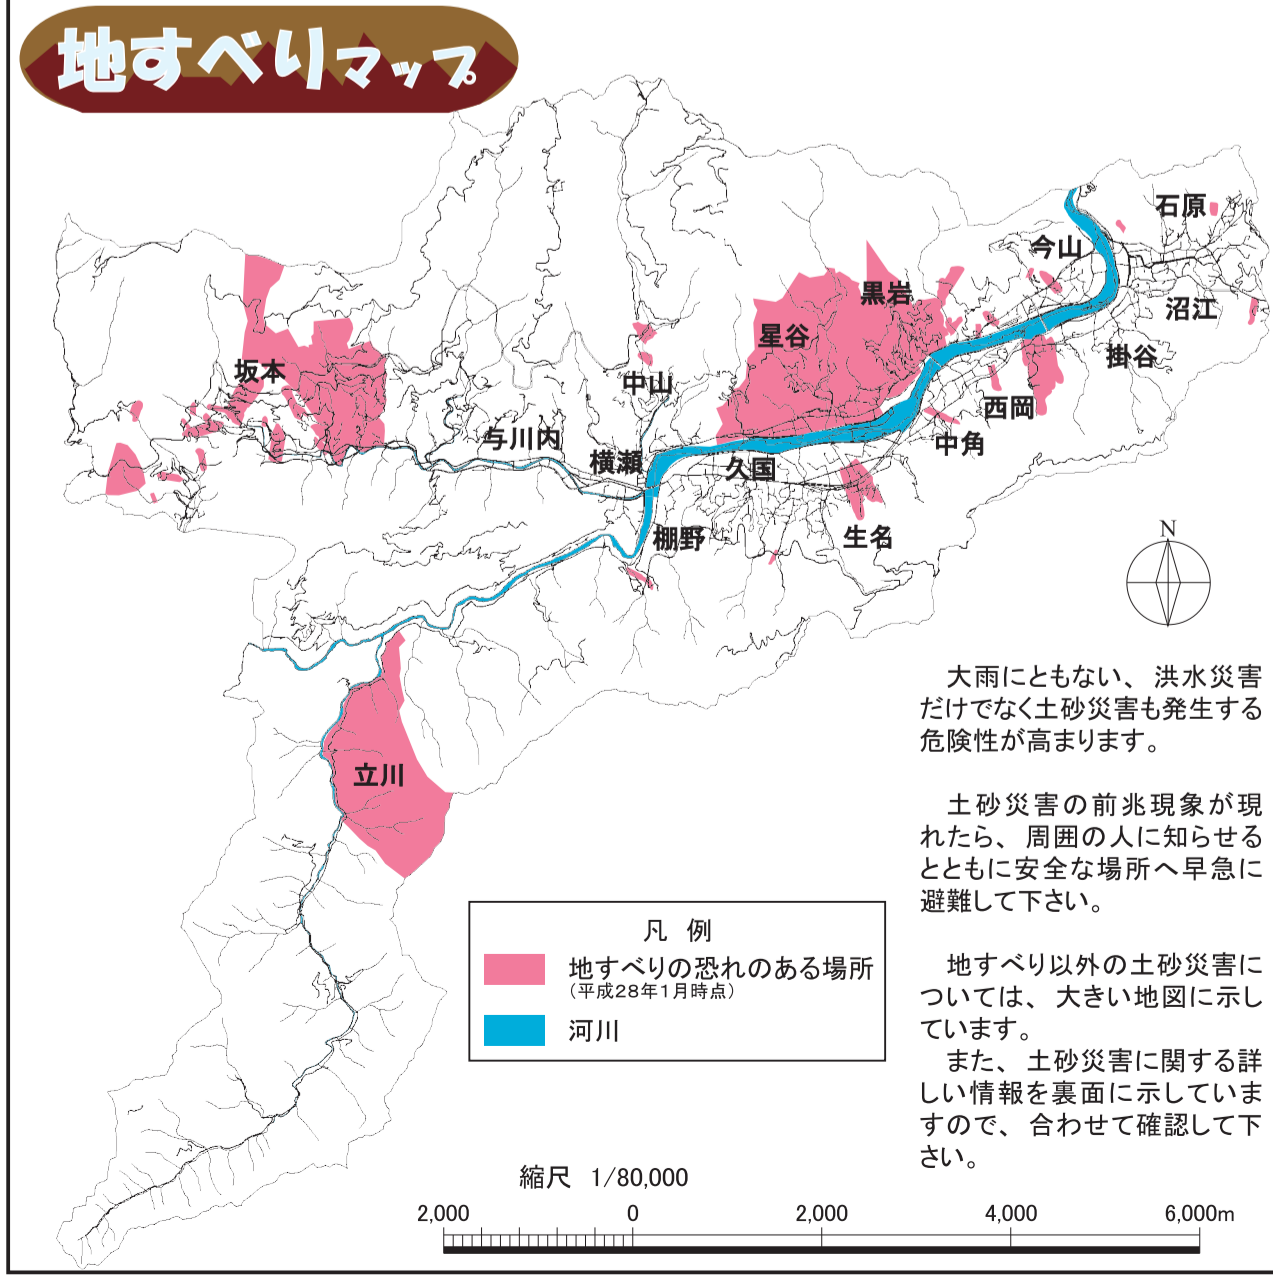 地すべりマップ
石原
今山
黒岩
沼江
星谷
掛谷
坂本
中山
西岡
与川内
中角
横瀬
久国
棚野
生名
N
立川
大雨にともない、洪水災害
だけでなく土砂災害も発生する
危険性が高まります。
土砂災害の前兆現象が現
れたら、周囲の人に知らせる
とともに安全な場所へ早急に
避難して下さい。
地すべり以外の土砂災害に
ついては、大きい地図に示し
ています。
また、土砂災害に関する詳
しい情報を裏面に示していま
すので、合わせて確認して下
さい。
凡 例
地すべりの恐れのある場所
(平成28年1月時点)
河川
縮尺 1/80,000
2,000 0 2,000 4,000 6,000m